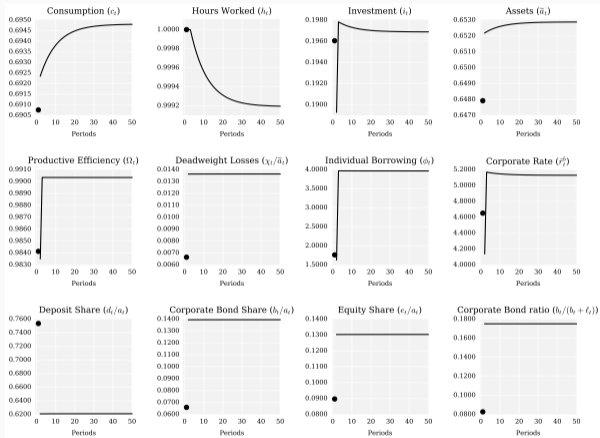 Consumption (c_t)
0.6950
0.6945
0.6940
0.6935
0.6930
0.6925
0.6920
0.6915
0.6910
0.6905
0 10 20 30 40 50
Periods
Hours Worked (h_t)
1.0000
0.9998
0.9996
0.9994
0.9992
0 10 20 30 40 50
Periods
Investment (i_t)
0.1980
0.1960
0.1940
0.1920
0.1900
0 10 20 30 40 50
Periods
Assets (ā_t)
0.6530
0.6520
0.6510
0.6500
0.6490
0.6480
0.6470
0 10 20 30 40 50
Periods
Productive Efficiency (Ω_t)
0.9910
0.9900
0.9890
0.9880
0.9870
0.9860
0.9850
0.9840
0.9830
0 10 20 30 40 50
Periods
Deadweight Losses (χ_t/ā_t)
0.0140
0.0130
0.0120
0.0110
0.0100
0.0090
0.0080
0.0070
0.0060
0 10 20 30 40 50
Periods
Individual Borrowing (ϕ_t)
4.0000
3.5000
3.0000
2.5000
2.0000
1.5000
0 10 20 30 40 50
Periods
Corporate Rate
5.2000
5.0000
4.8000
4.6000
4.4000
4.2000
4.0000
0 10 20 30 40 50
Periods
Deposit Share (d_t/a_t)
0.7600
0.7400
0.7200
0.7000
0.6800
0.6600
0.6400
0.6200
0 10 20 30 40 50
Periods
Corporate Bond Share (b_t/a_t)
0.1400
0.1300
0.1200
0.1100
0.1000
0.0900
0.0800
0.0700
0.0600
0 10 20 30 40 50
Periods
Equity Share (e_t/a_t)
0.1400
0.1300
0.1200
0.1100
0.1000
0.0900
0.0800
0 10 20 30 40 50
Periods
Corporate Bond ratio (b_t/(b_t + ℓ_t))
0.1800
0.1600
0.1400
0.1200
0.1000
0.0800
0 10 20 30 40 50
Periods